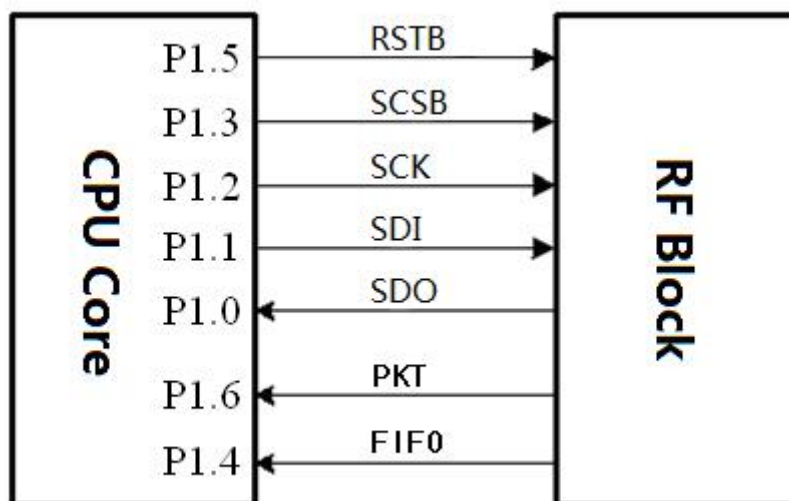 P1.5 RSTB
P1.3 SCSB
P1.2 SCK
P1.1 SDI
P1.0 SDO
P1.6 PKT
P1.4 FIFO
CPU Core
RF Block